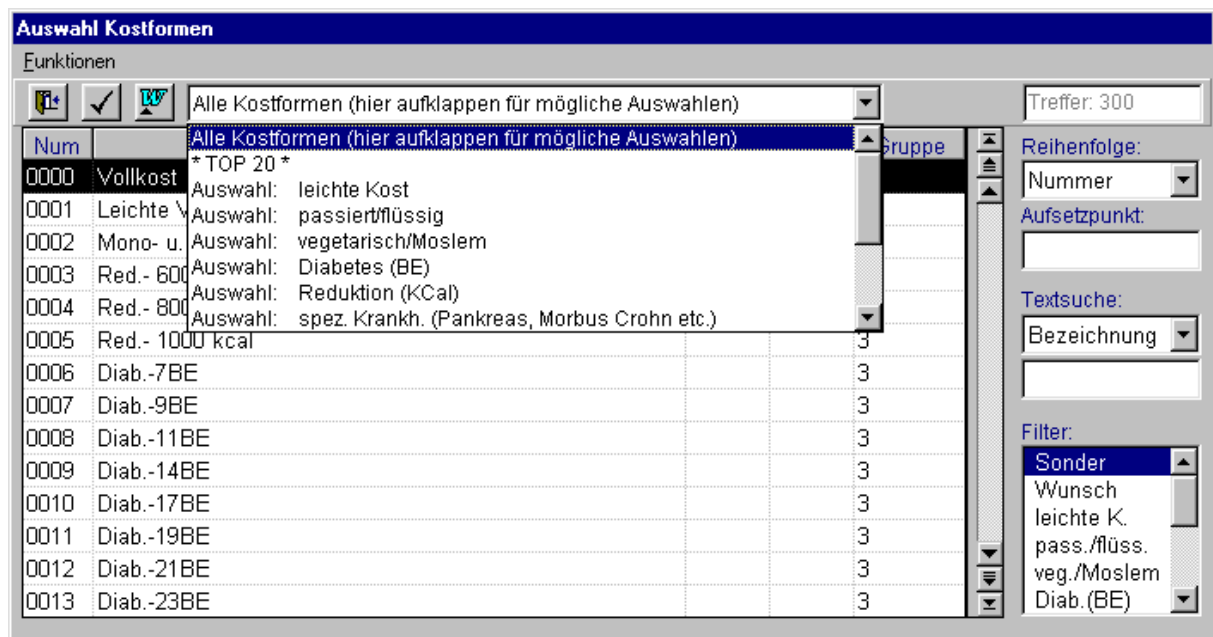 Auswahl Kostformen
Funktionen
Alle Kostformen (hier aufklappen für mögliche Auswahlen)
Treffer: 300
Alle Kostformen (hier aufklappen für mögliche Auswahlen)
* TOP 20 *
Auswahl: leichte Kost
Auswahl: passiert/flüssig
Auswahl: vegetarisch/Moslem
Auswahl: Diabetes (BE)
Auswahl: Reduktion (KCal)
Auswahl: spez. Krankh. (Pankreas, Morbus Crohn etc.)
Num Gruppe
0000 Vollkost
0001 Leichte
0002 Mono- u.
0003 Red.- 600
0004 Red.- 800
0005 Red.- 1000 kcal 3
0006 Diab.-7BE 3
0007 Diab.-9BE 3
0008 Diab.-11BE 3
0009 Diab.-14BE 3
0010 Diab.-17BE 3
0011 Diab.-19BE 3
0012 Diab.-21BE 3
0013 Diab.-23BE 3
Reihenfolge:
Nummer
Aufsetzpunkt:
Textsuche:
Bezeichnung
Filter:
Sonder
Wunsch
leichte K.
pass./flüss.
veg./Moslem
Diab.(BE)